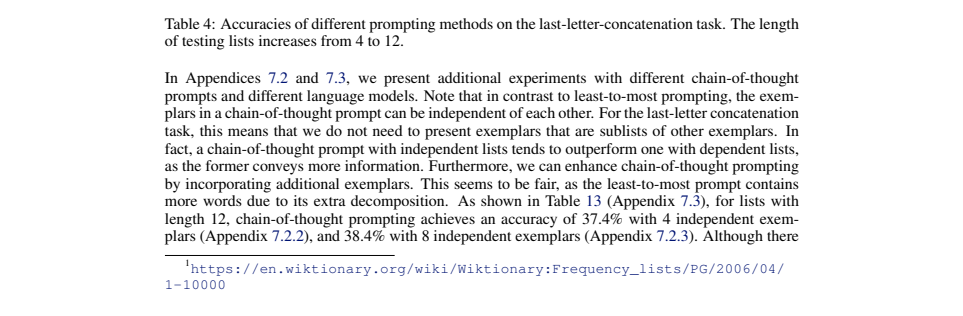 Table 4: Accuracies of different prompting methods on the last-letter-concatenation task. The length
of testing lists increases from 4 to 12.
In Appendices 7.2 and 7.3, we present additional experiments with different chain-of-thought
prompts and different language models. Note that in contrast to least-to-most prompting, the exem-
plars in a chain-of-thought prompt can be independent of each other. For the last-letter concatenation
task, this means that we do not need to present exemplars that are sublists of other exemplars. In
fact, a chain-of-thought prompt with independent lists tends to outperform one with dependent lists,
as the former conveys more information. Furthermore, we can enhance chain-of-thought prompting
by incorporating additional exemplars. This seems to be fair, as the least-to-most prompt contains
more words due to its extra decomposition. As shown in Table 13 (Appendix 7.3), for lists with
length 12, chain-of-thought prompting achieves an accuracy of 37.4% with 4 independent exem-
plars (Appendix 7.2.2), and 38.4% with 8 independent exemplars (Appendix 7.2.3). Although there
1https://en.wiktionary.org/wiki/Wiktionary:Frequency_lists/PG/2006/04/
1-10000